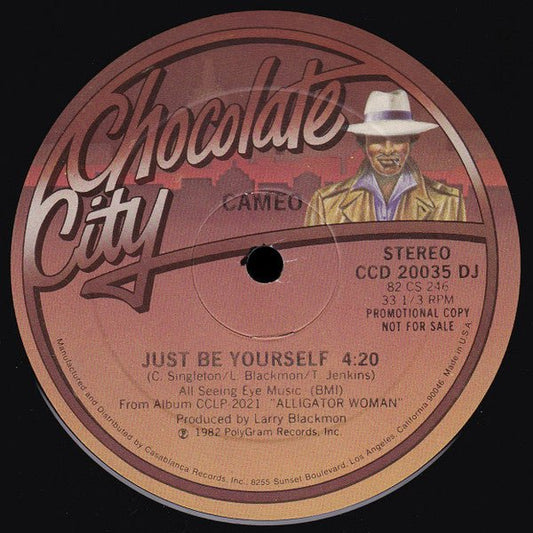 Chocolate
City
CAMEO
STEREO
CCD 20035 DJ
82 CS 246
33 1/3 RPM
PROMOTIONAL COPY
NOT FOR SALE
JUST BE YOURSELF 4:20
(C. Singleton/L. Blackmon/T. Jenkins)
All Seeing Eye Music (BMI)
From Album CCLP-2021 "ALLIGATOR WOMAN"
Produced by Larry Blackmon
℗ 1982 PolyGram Records, Inc.
Manufactured and Distributed by Casablanca Records, Inc., 8255 Sunset Boulevard, Los Angeles, California 90046. Made in U.S.A.